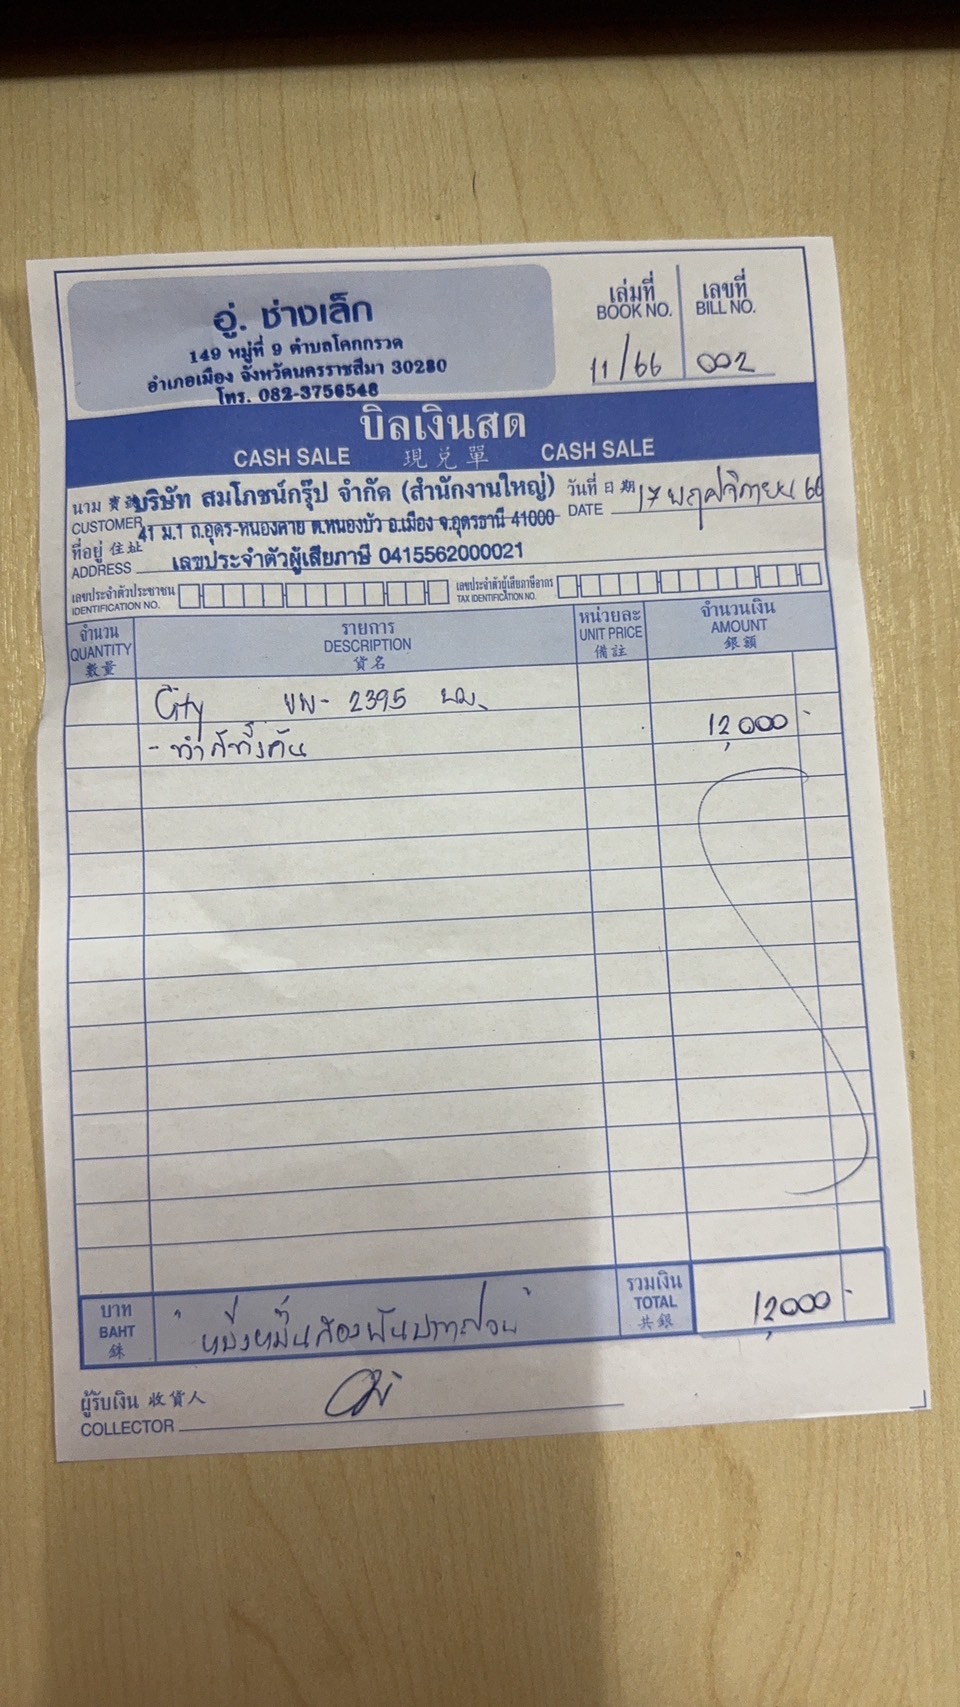 อู่. ช่างเล็ก
149 หมู่ที่ 9 ตำบลโคกกรวด
อำเภอเมือง จังหวัดนครราชสีมา 30280
โทร. 082-3756548
เล่มที่ เลขที่
BOOK NO. BILL NO.
11/66 002
บิลเงินสด
CASH SALE 現兌單 CASH SALE
นาม บริษัท สมโภชน์กรุ๊ป จำกัด (สำนักงานใหญ่) วันที่ 日期 17 พฤศจิกายน 66
CUSTOMER 41 ม.1 ถ.อุดร-หนองคาย ต.หนองบัว อ.เมือง จ.อุดรธานี 41000 DATE
ที่อยู่ 住址 เลขประจำตัวผู้เสียภาษี 0415562000021
ADDRESS
เลขประจำตัวประชาชน เลขประจำตัวผู้เสียภาษีอากร
IDENTIFICATION NO. TAX IDENTIFICATION NO.
จำนวน รายการ หน่วยละ จำนวนเงิน
QUANTITY DESCRIPTION UNIT PRICE AMOUNT
數量 貨名 備註 銀額
City ขพ-2395 นม.
- ทำสีทั้งคัน 12,000 -
บาท "หนึ่งหมื่นสองพันบาทถ้วน" รวมเงิน 12,000 -
BAHT TOTAL
銖 共銀
ผู้รับเงิน 收貨人
COLLECTOR